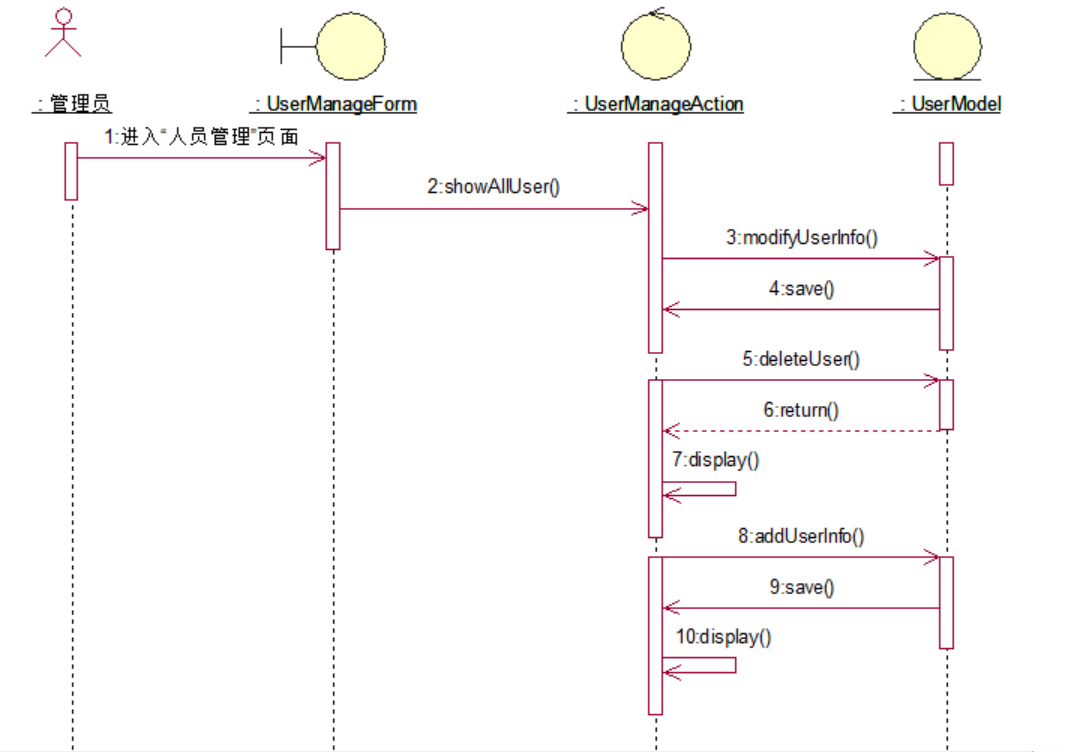 : 管理员
: UserManageForm
: UserManageAction
: UserModel
1:进入“人员管理”页面
2:showAllUser()
3:modifyUserInfo()
4:save()
5:deleteUser()
6:return()
7:display()
8:addUserInfo()
9:save()
10:display()